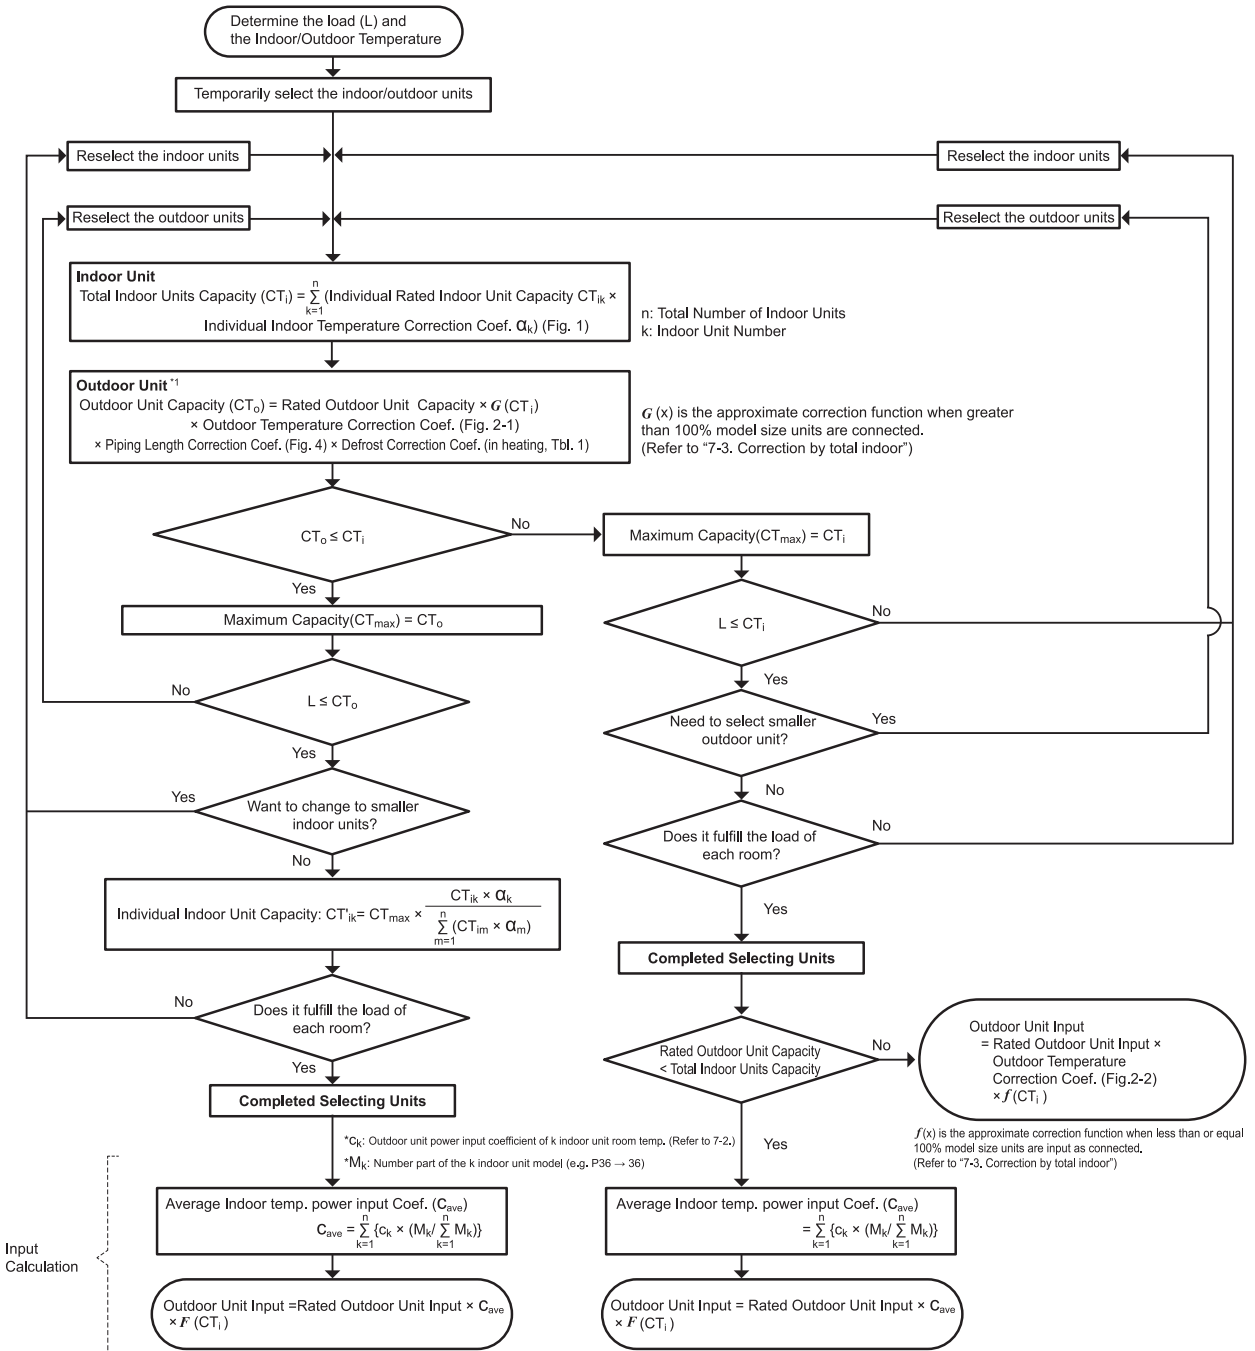 Determine the load (L) and
the Indoor/Outdoor Temperature
Temporarily select the indoor/outdoor units
Reselect the indoor units
Reselect the indoor units
Reselect the outdoor units
Reselect the outdoor units
Indoor Unit
Total Indoor Units Capacity (CTi) = n∑k=1 (Individual Rated Indoor Unit Capacity CTik ×
Individual Indoor Temperature Correction Coef. αk) (Fig. 1)
n: Total Number of Indoor Units
k: Indoor Unit Number
Outdoor Unit *1
Outdoor Unit Capacity (CTo) = Rated Outdoor Unit Capacity × G (CTi)
× Outdoor Temperature Correction Coef. (Fig. 2-1)
× Piping Length Correction Coef. (Fig. 4) × Defrost Correction Coef. (in heating, Tbl. 1)
G (x) is the approximate correction function when greater
than 100% model size units are connected.
(Refer to “7-3. Correction by total indoor”)
CTo ≤ CTi
No
Maximum Capacity(CTmax) = CTi
Yes
Maximum Capacity(CTmax) = CTo
L ≤ CTi
No
Yes
L ≤ CTo
No
Yes
Need to select smaller
outdoor unit?
Yes
No
Want to change to smaller
indoor units?
Yes
No
Does it fulfill the load of
each room?
No
Yes
Individual Indoor Unit Capacity: CT'ik= CTmax × CTik × αk / n∑m=1 (CTim × αm)
Completed Selecting Units
Does it fulfill the load of
each room?
No
Yes
Rated Outdoor Unit Capacity
< Total Indoor Units Capacity
No
Yes
Outdoor Unit Input
= Rated Outdoor Unit Input ×
Outdoor Temperature
Correction Coef. (Fig.2-2)
× f (CTi )
Completed Selecting Units
f (x) is the approximate correction function when less than or equal
100% model size units are input as connected.
(Refer to “7-3. Correction by total indoor”)
*ck: Outdoor unit power input coefficient of k indoor unit room temp. (Refer to 7-2.)
*Mk: Number part of the k indoor unit model (e.g. P36 → 36)
Average Indoor temp. power input Coef. (Cave)
Cave = n∑k=1 {ck × (Mk/ n∑k=1 Mk)}
Average Indoor temp. power input Coef. (Cave)
= n∑k=1 {ck × (Mk/ n∑k=1 Mk)}
Input
Calculation
Outdoor Unit Input =Rated Outdoor Unit Input × Cave
× F (CTi )
Outdoor Unit Input = Rated Outdoor Unit Input × Cave
× F (CTi )